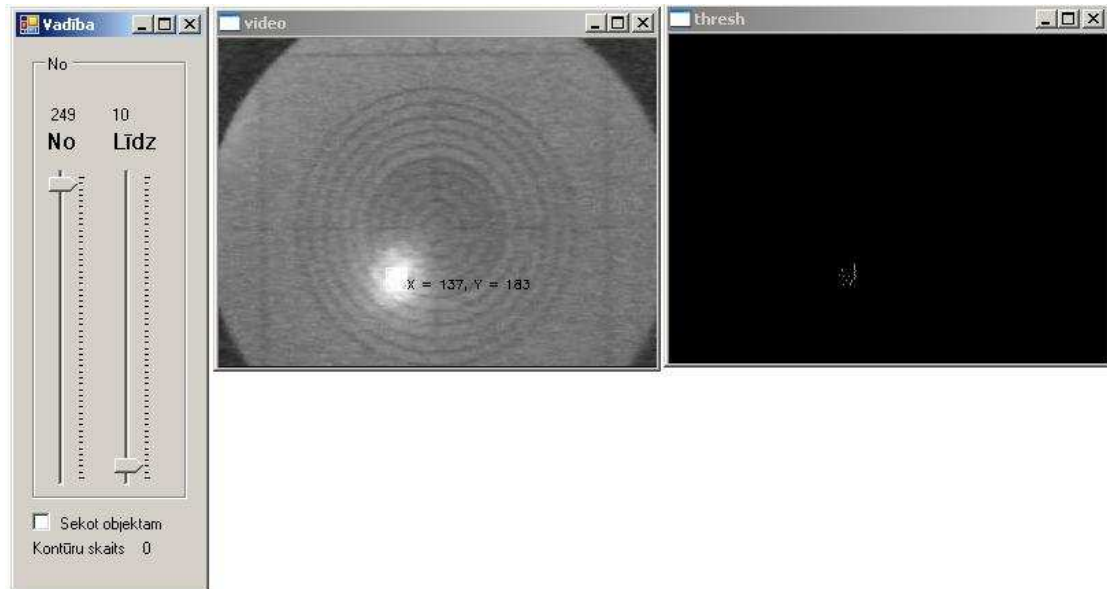 Vadība
No
249 10
No Līdz
Sekot objektam
Kontūru skaits 0
video
X = 137, Y = 183
thresh